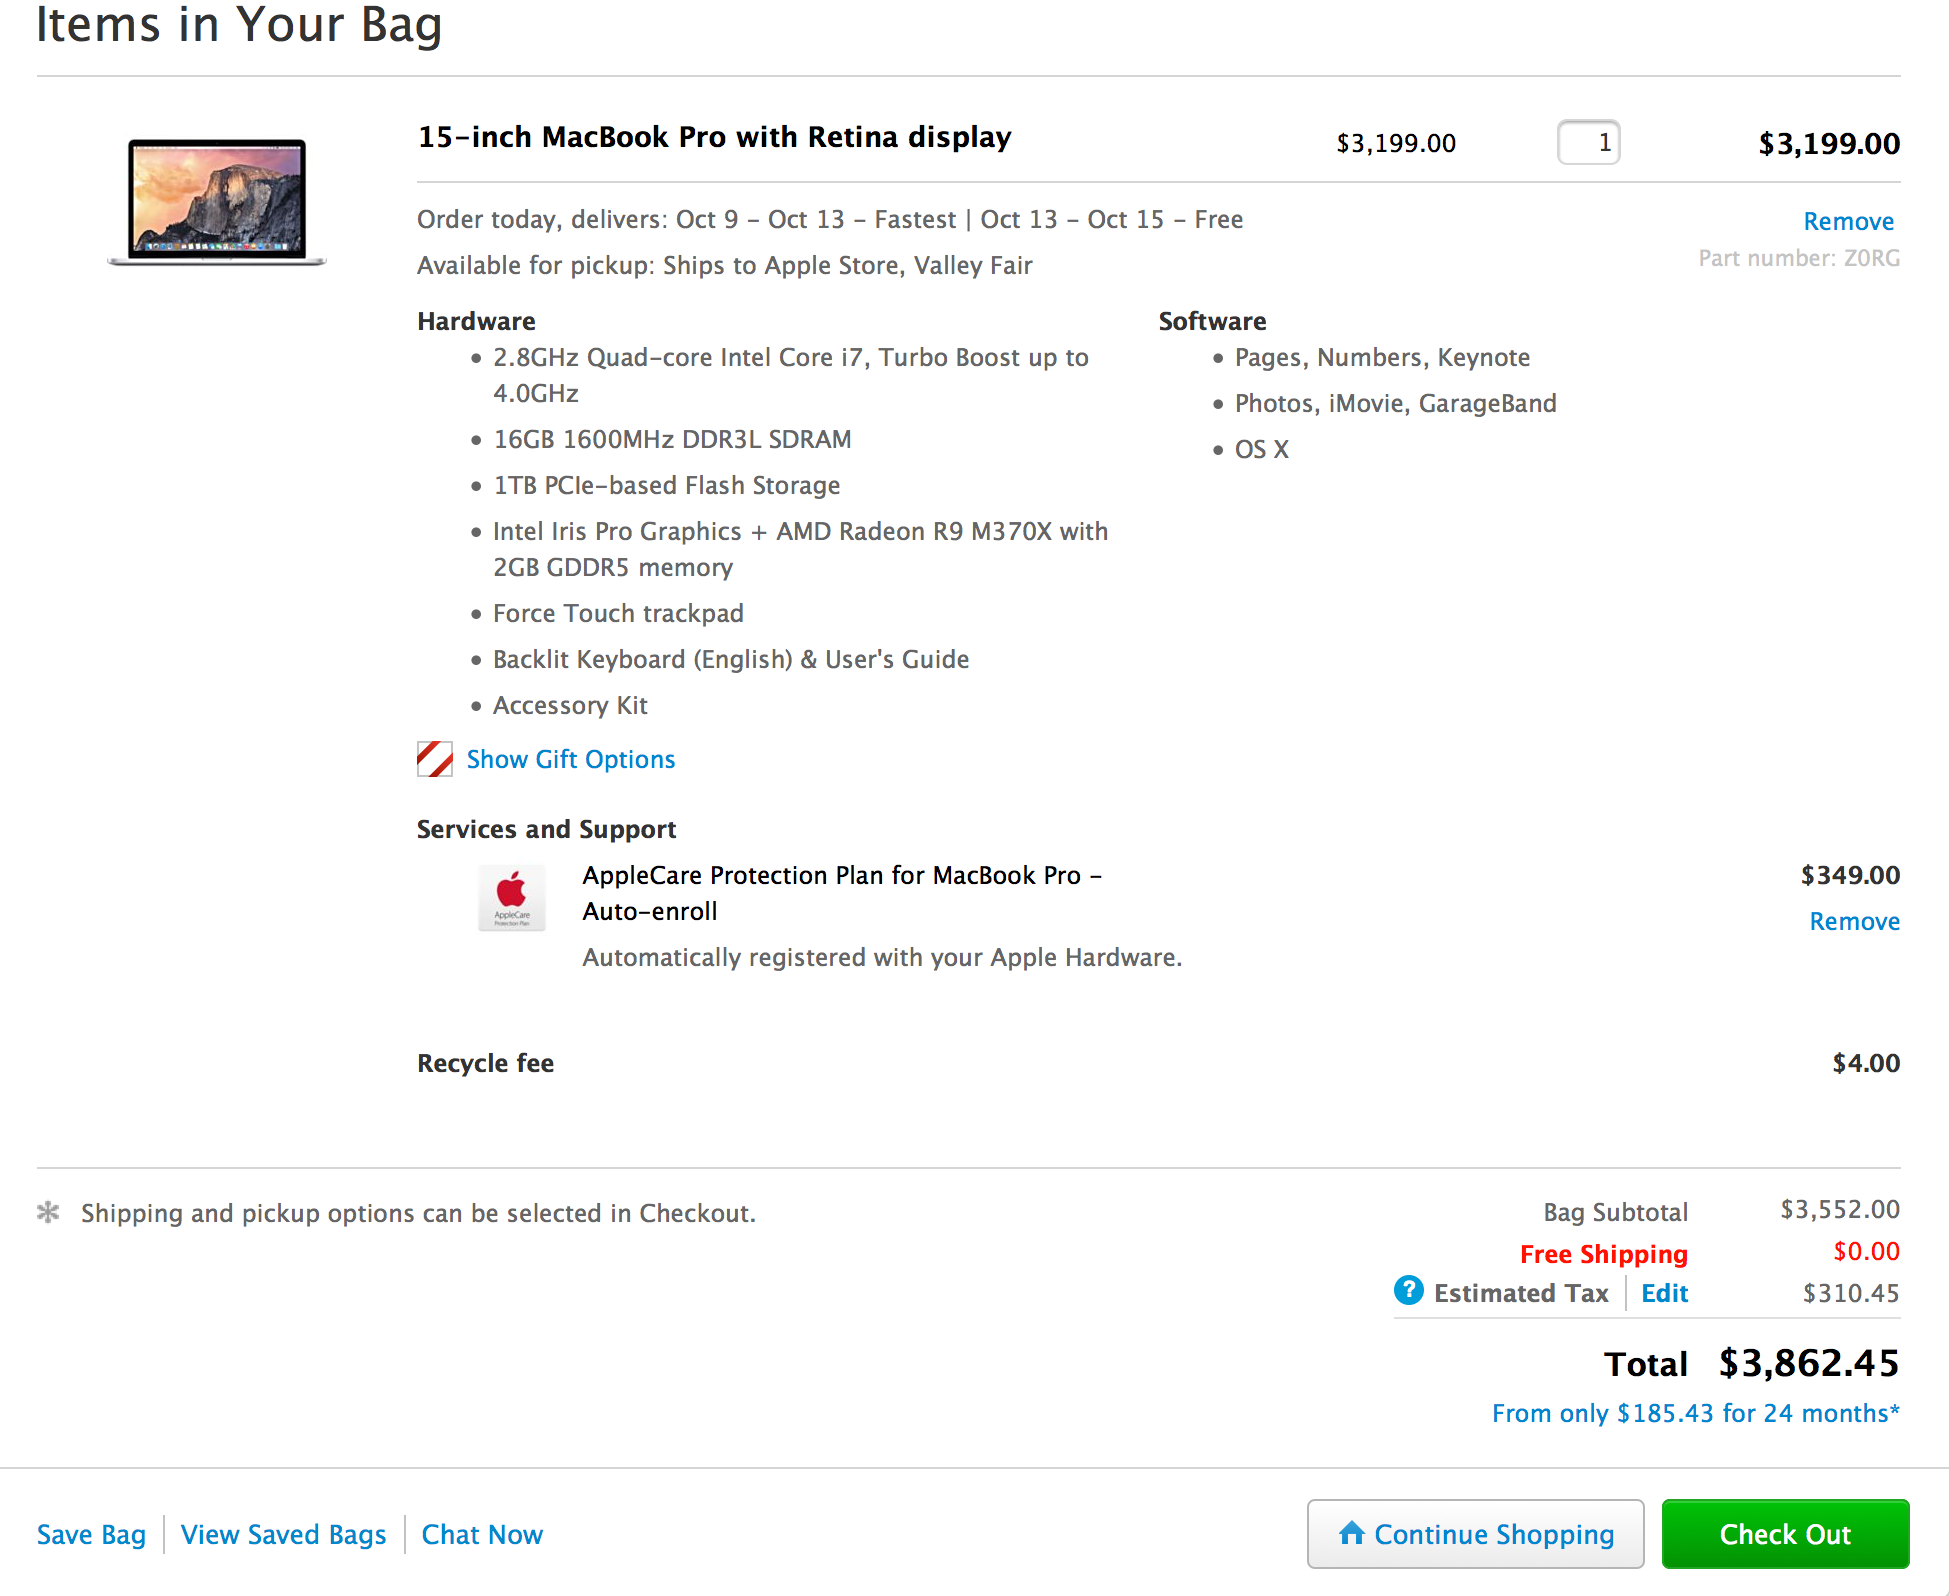 Items in Your Bag
15-inch MacBook Pro with Retina display $3,199.00 1 $3,199.00
Order today, delivers: Oct 9 – Oct 13 – Fastest | Oct 13 – Oct 15 – Free
Remove
Available for pickup: Ships to Apple Store, Valley Fair
Part number: Z0RG
Hardware
2.8GHz Quad-core Intel Core i7, Turbo Boost up to
4.0GHz
16GB 1600MHz DDR3L SDRAM
1TB PCIe-based Flash Storage
Intel Iris Pro Graphics + AMD Radeon R9 M370X with
2GB GDDR5 memory
Force Touch trackpad
Backlit Keyboard (English) & User's Guide
Accessory Kit
Software
Pages, Numbers, Keynote
Photos, iMovie, GarageBand
OS X
Show Gift Options
Services and Support
AppleCare
Protection Plan
AppleCare Protection Plan for MacBook Pro –
Auto-enroll
$349.00
Remove
Automatically registered with your Apple Hardware.
Recycle fee $4.00
* Shipping and pickup options can be selected in Checkout.
Bag Subtotal $3,552.00
Free Shipping $0.00
? Estimated Tax | Edit $310.45
Total $3,862.45
From only $185.43 for 24 months*
Save Bag | View Saved Bags | Chat Now Continue Shopping Check Out